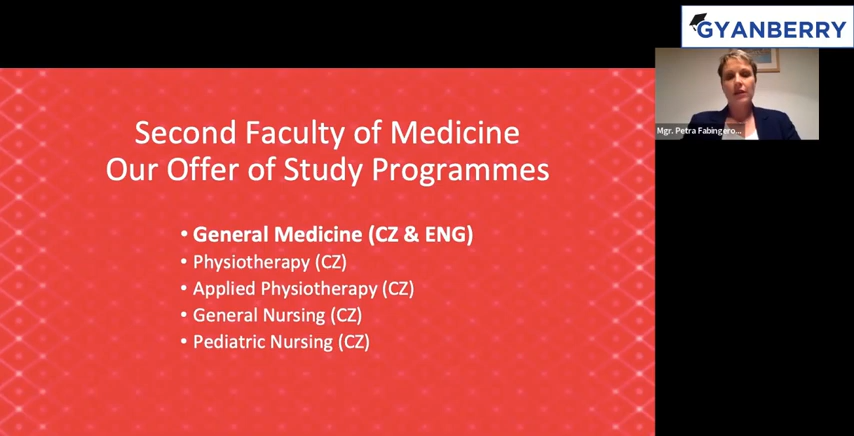 GYANBERRY
Mgr. Petra Fabingero...
Second Faculty of Medicine
Our Offer of Study Programmes
• General Medicine (CZ & ENG)
• Physiotherapy (CZ)
• Applied Physiotherapy (CZ)
• General Nursing (CZ)
• Pediatric Nursing (CZ)